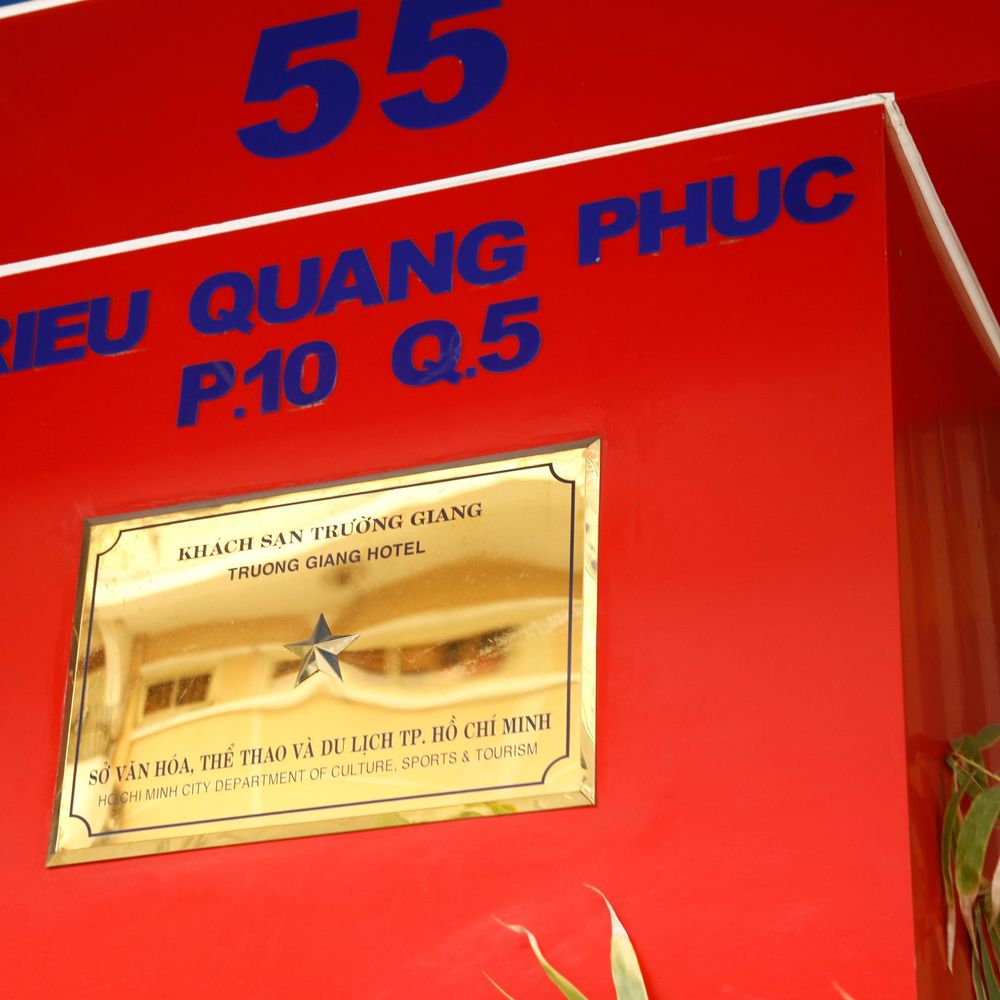 55
RIEU QUANG PHUC
P.10 Q.5
KHÁCH SẠN TRƯỜNG GIANG
TRUONG GIANG HOTEL
SỞ VĂN HÓA, THỂ THAO VÀ DU LỊCH TP. HỒ CHÍ MINH
HO CHI MINH CITY DEPARTMENT OF CULTURE, SPORTS & TOURISM